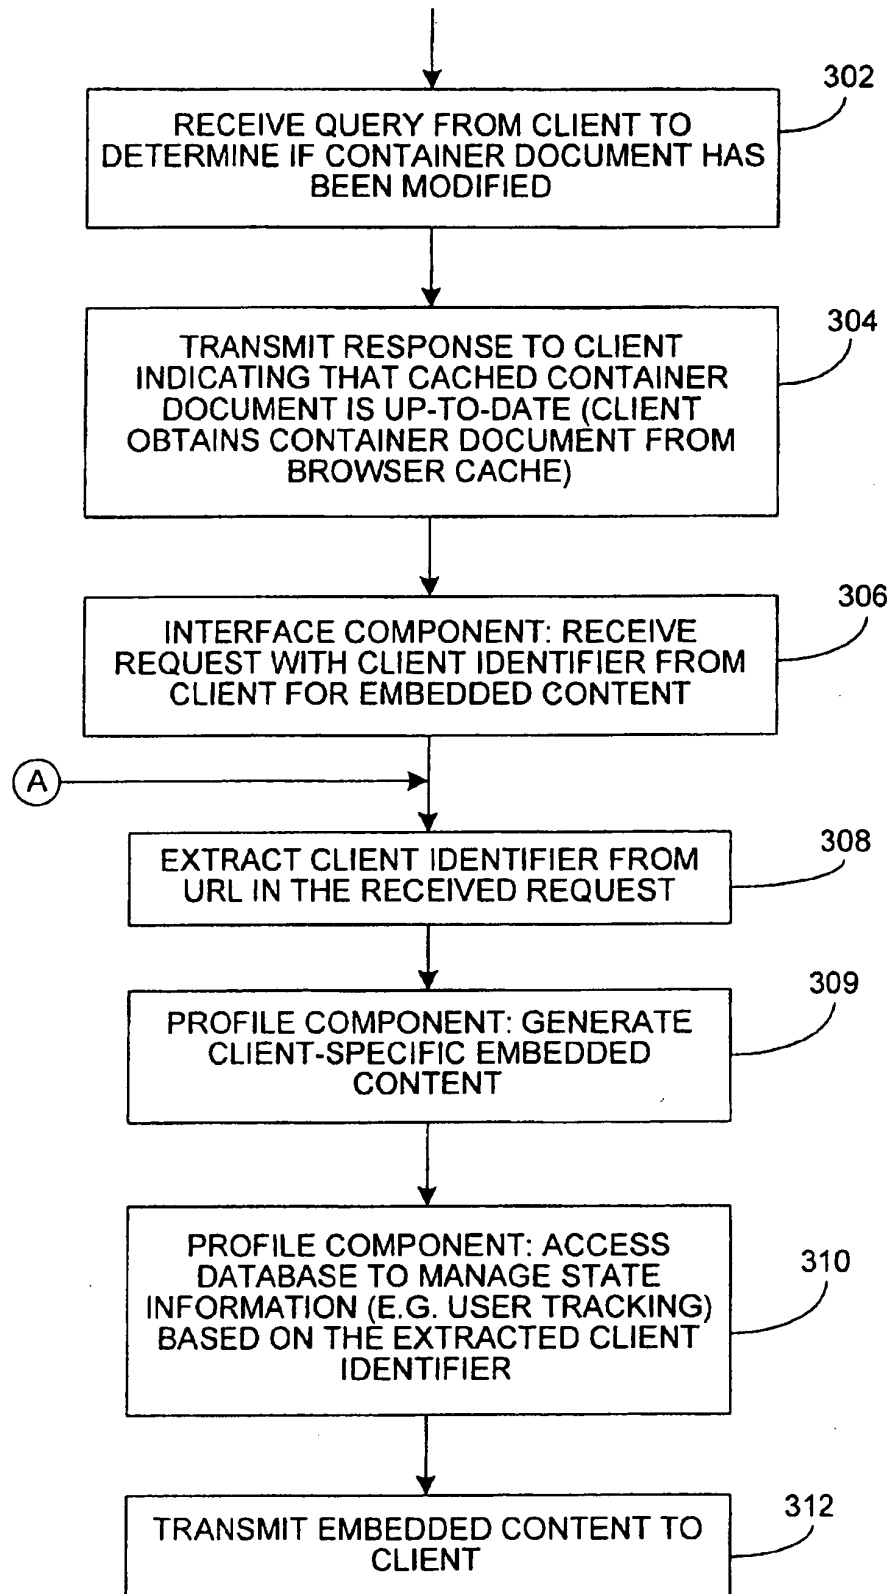 302
RECEIVE QUERY FROM CLIENT TO
DETERMINE IF CONTAINER DOCUMENT HAS
BEEN MODIFIED
304
TRANSMIT RESPONSE TO CLIENT
INDICATING THAT CACHED CONTAINER
DOCUMENT IS UP-TO-DATE (CLIENT
OBTAINS CONTAINER DOCUMENT FROM
BROWSER CACHE)
306
INTERFACE COMPONENT: RECEIVE
REQUEST WITH CLIENT IDENTIFIER FROM
CLIENT FOR EMBEDDED CONTENT
A
308
EXTRACT CLIENT IDENTIFIER FROM
URL IN THE RECEIVED REQUEST
309
PROFILE COMPONENT: GENERATE
CLIENT-SPECIFIC EMBEDDED
CONTENT
310
PROFILE COMPONENT: ACCESS
DATABASE TO MANAGE STATE
INFORMATION (E.G. USER TRACKING)
BASED ON THE EXTRACTED CLIENT
IDENTIFIER
312
TRANSMIT EMBEDDED CONTENT TO
CLIENT